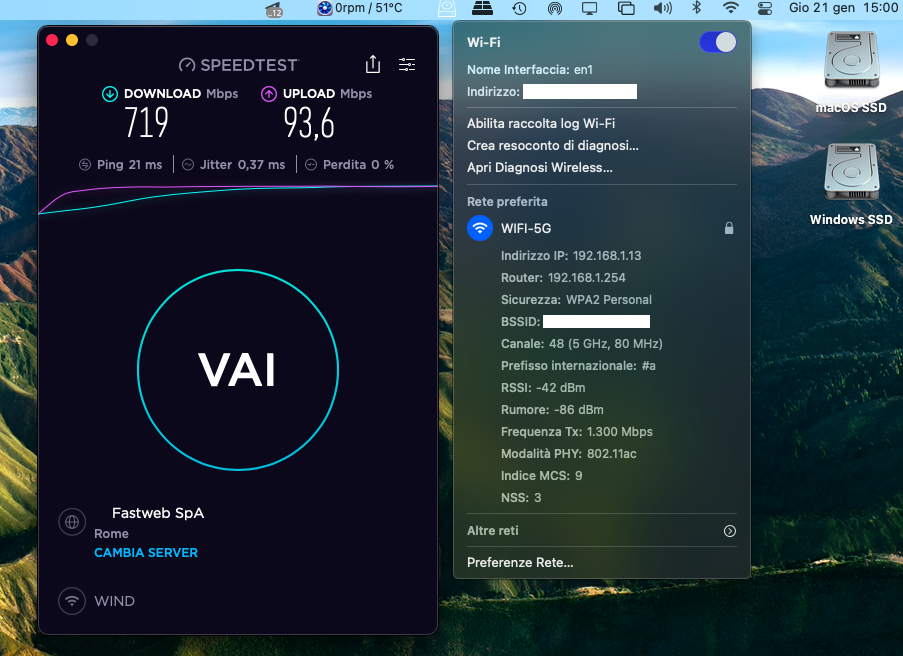 12
0rpm / 51°C
Gio 21 gen 15:00
SPEEDTEST
DOWNLOAD Mbps
UPLOAD Mbps
719
93,6
Ping 21 ms
Jitter 0,37 ms
Perdita 0 %
VAI
Fastweb SpA
Rome
CAMBIA SERVER
WIND
Wi-Fi
Nome Interfaccia: en1
Indirizzo:
Abilita raccolta log Wi-Fi
Crea resoconto di diagnosi...
Apri Diagnosi Wireless...
Rete preferita
WIFI-5G
Indirizzo IP: 192.168.1.13
Router: 192.168.1.254
Sicurezza: WPA2 Personal
BSSID:
Canale: 48 (5 GHz, 80 MHz)
Prefisso internazionale: #a
RSSI: -42 dBm
Rumore: -86 dBm
Frequenza Tx: 1.300 Mbps
Modalità PHY: 802.11ac
Indice MCS: 9
NSS: 3
Altre reti
Preferenze Rete...
macOS SSD
Windows SSD